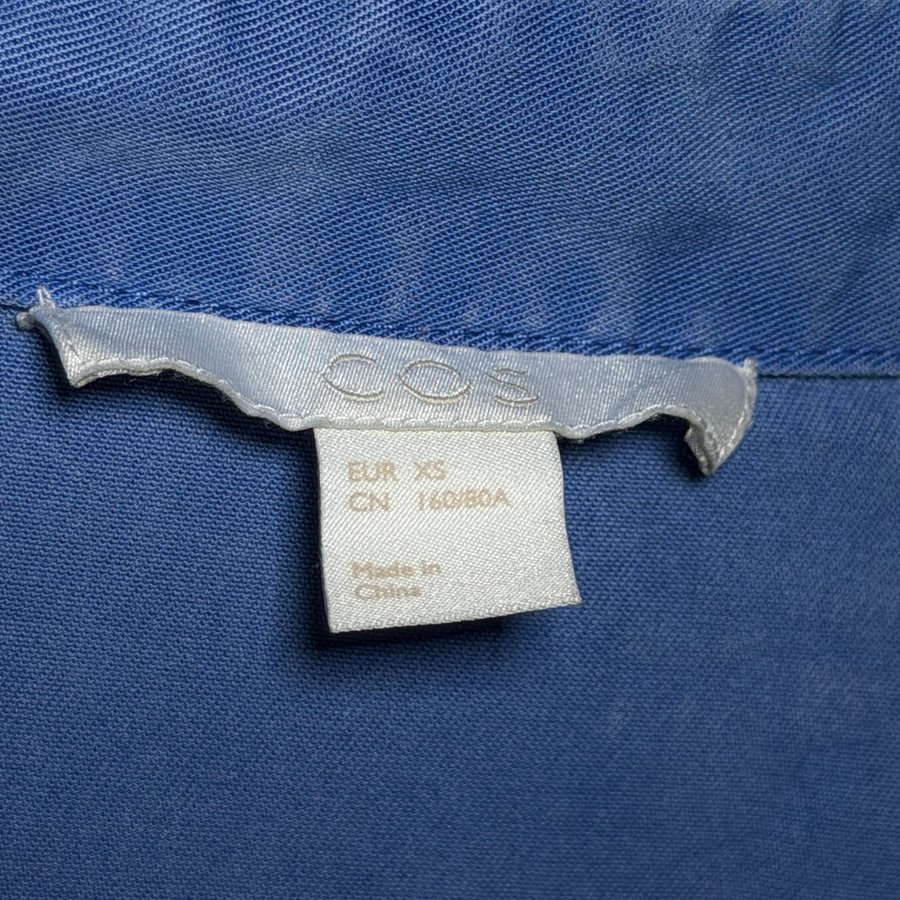 COS
EUR XS
CN 160/80A
Made in
China